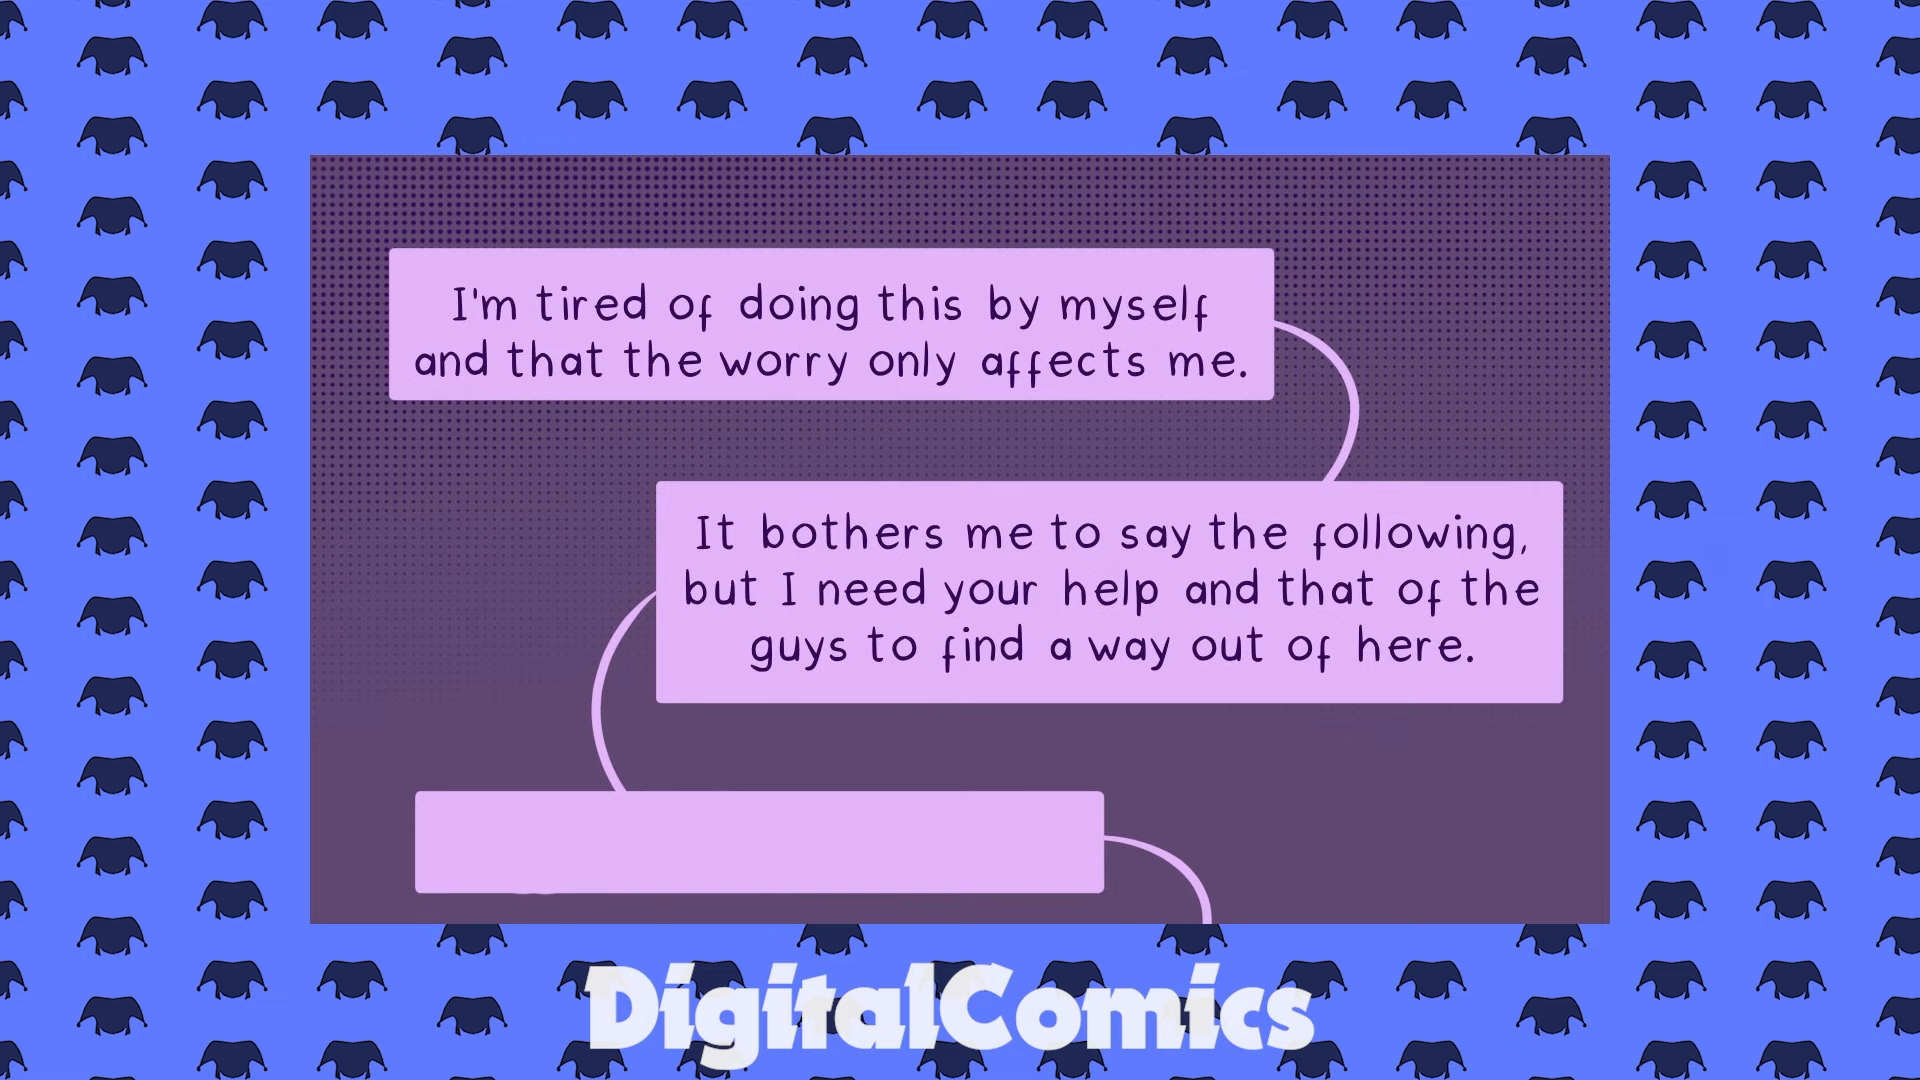 I'm tired of doing this by myself
and that the worry only affects me.
It bothers me to say the following,
but I need your help and that of the
guys to find a way out of here.
DigitalComics